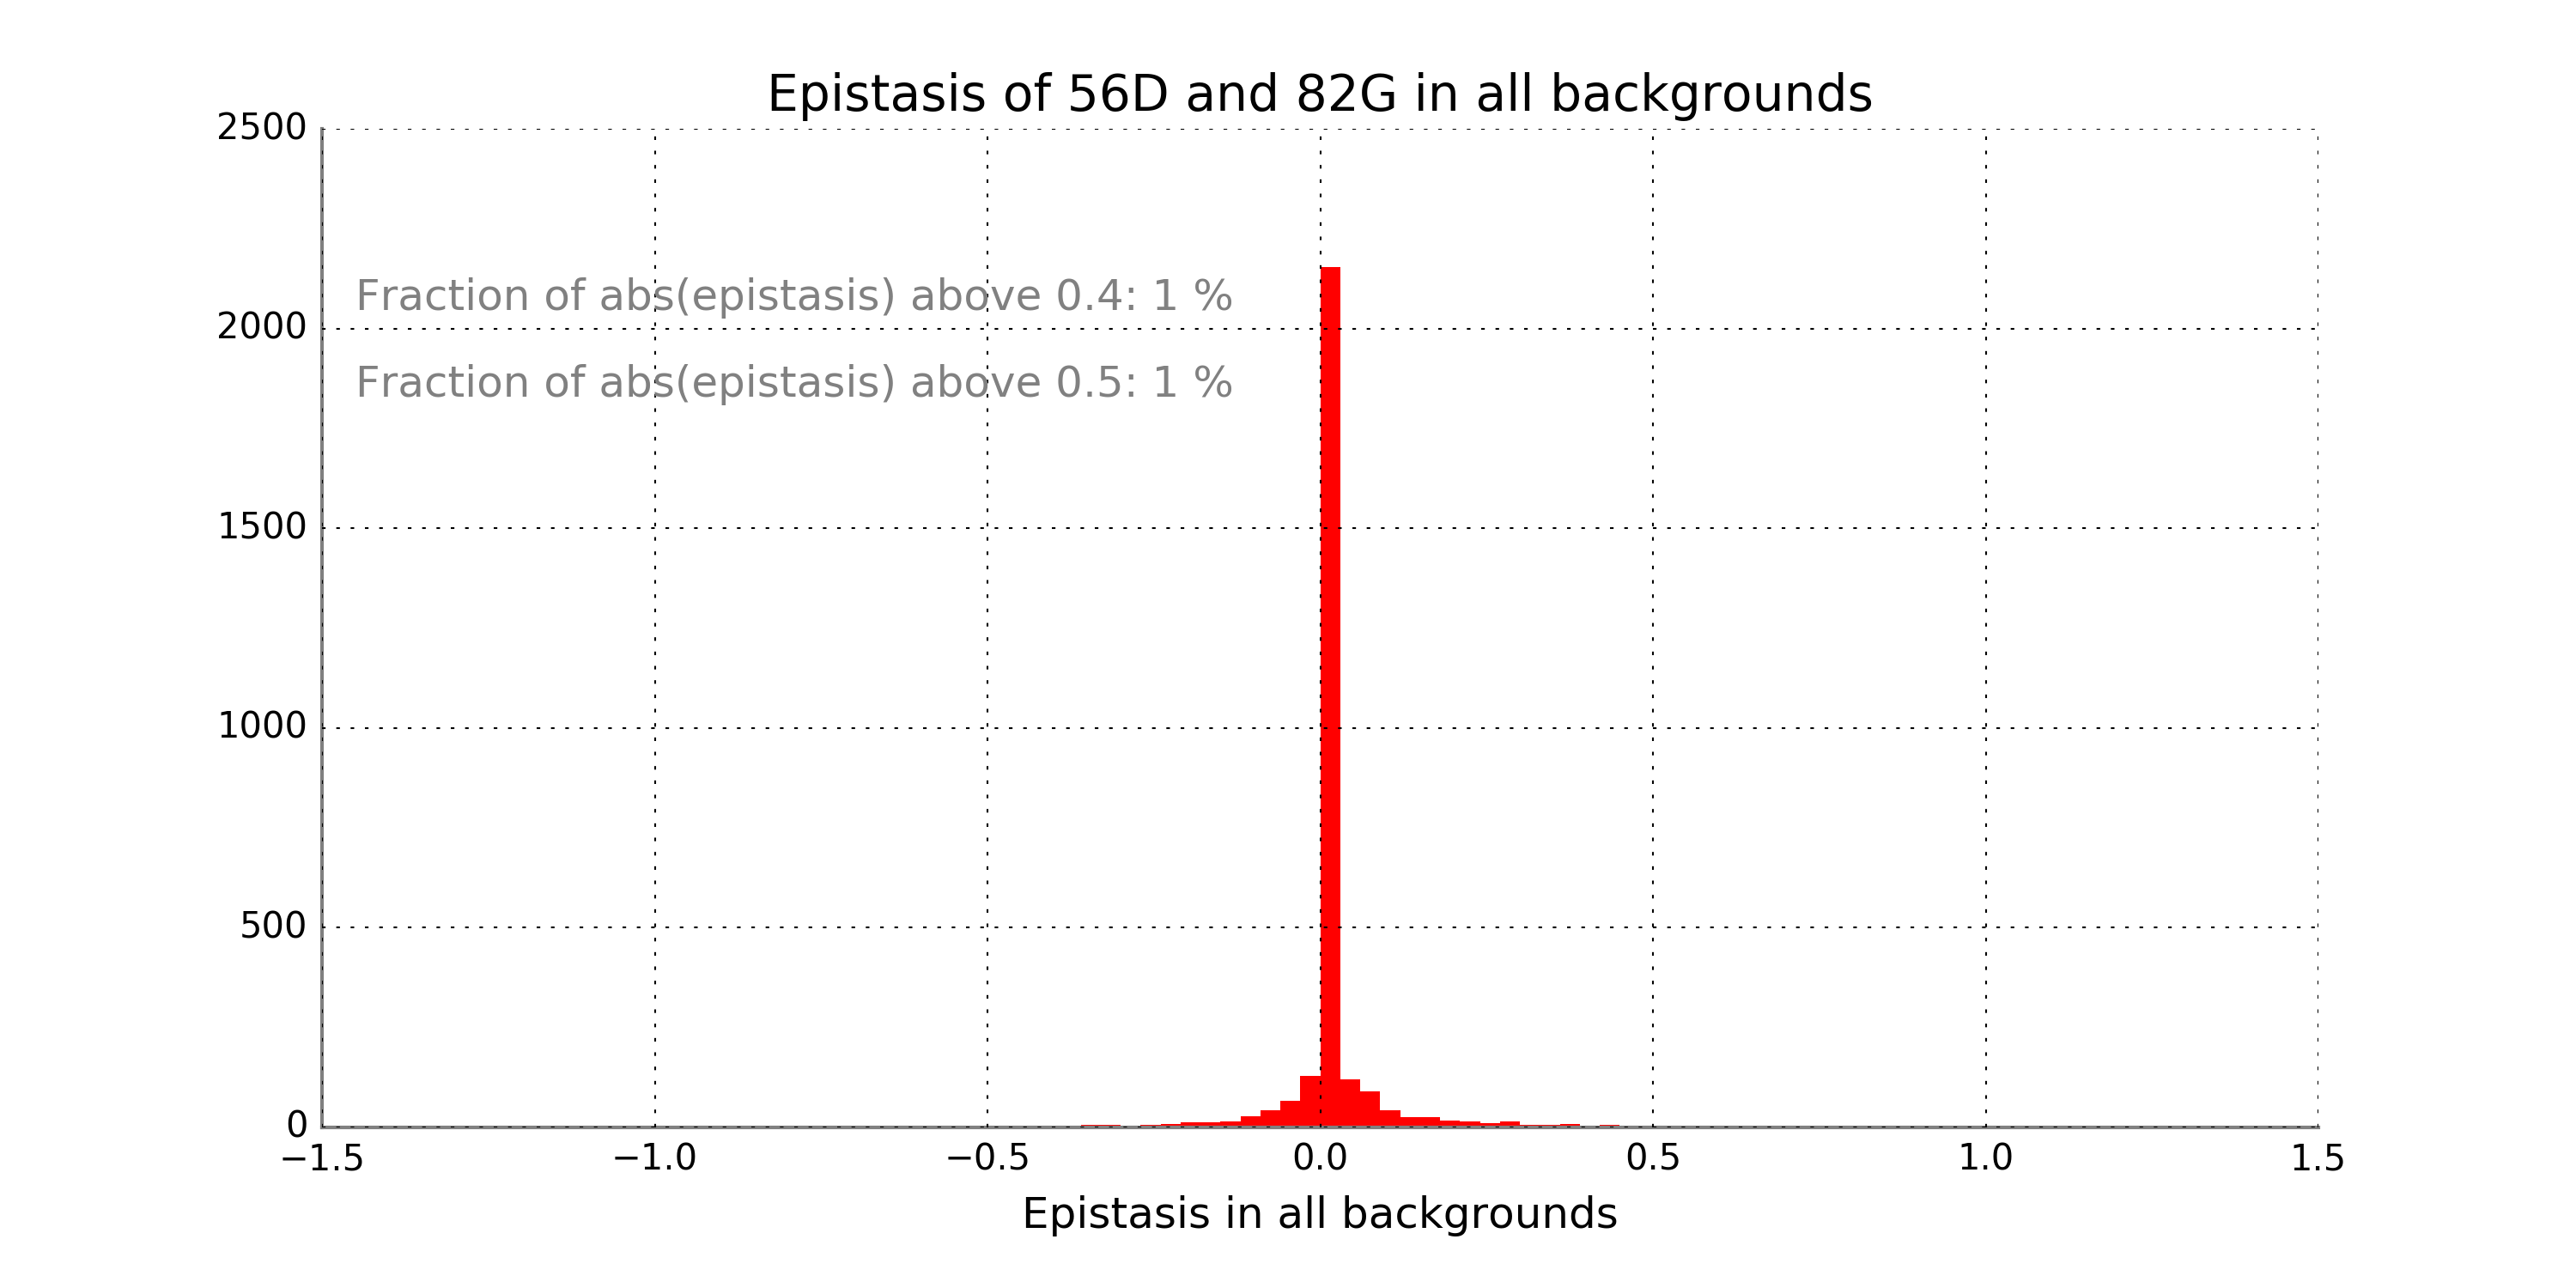 Epistasis of 56D and 82G in all backgrounds
2500
Fraction of abs(epistasis) above 0.4: 1 %
2000
Fraction of abs(epistasis) above 0.5: 1 %
1500
1000
500
0
−1.5 −1.0 −0.5 0.0 0.5 1.0 1.5
Epistasis in all backgrounds